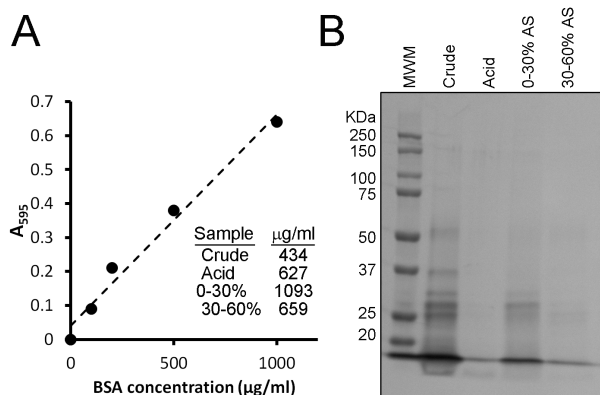 A
0.7
0.6
0.5
0.4
0.3
0.2
0.1
0
A595
0
500
1000
BSA concentration (µg/ml)
Sample µg/ml
Crude 434
Acid 627
0-30% 1093
30-60% 659
B
MWM
Crude
Acid
0-30% AS
30-60% AS
KDa
250
150
100
75
50
37
25
20